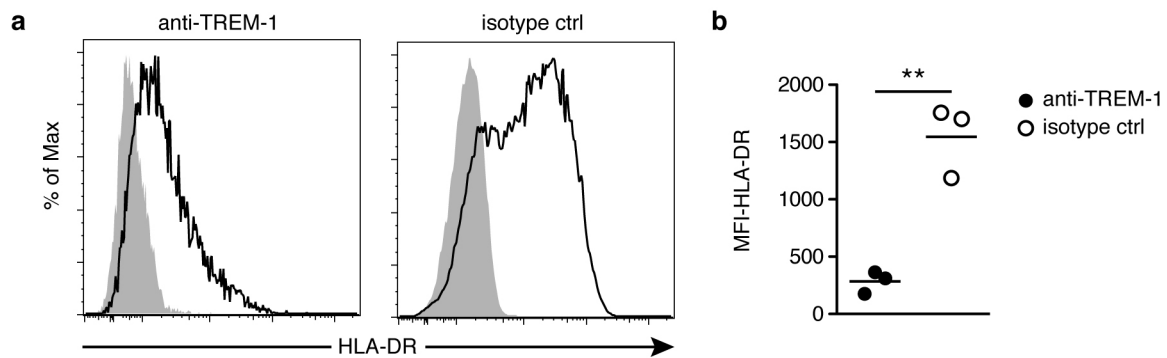 a
anti-TREM-1
isotype ctrl
% of Max
HLA-DR
b
**
MFI-HLA-DR
2000
1500
1000
500
0
anti-TREM-1
isotype ctrl